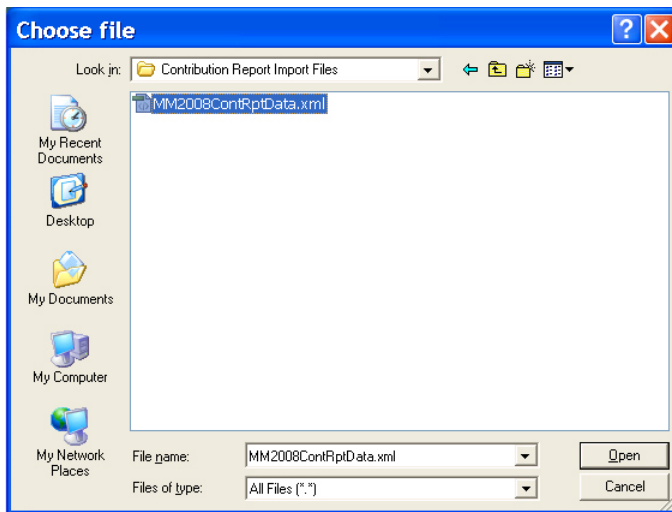 Choose file
Look in: Contribution Report Import Files
MM2008ContRptData.xml
My Recent
Documents
Desktop
My Documents
My Computer
My Network
Places
File name: MM2008ContRptData.xml Open
Files of type: All Files (*.*) Cancel